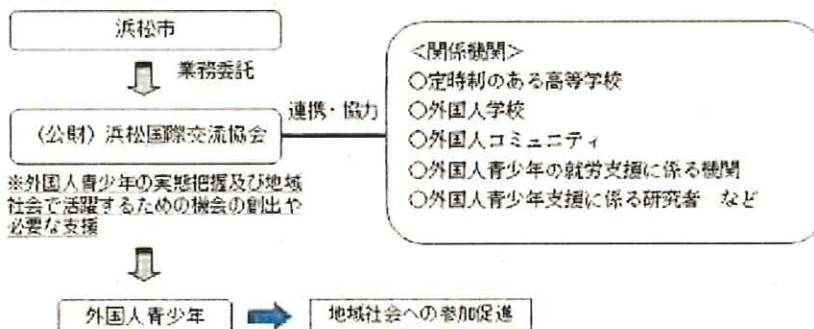 浜松市
業務委託
(公財)浜松国際交流協会
連携・協力
※外国人青少年の実態把握及び地域
社会で活躍するための機会の創出や
必要な支援
外国人青少年
地域社会への参加促進
<関係機関>
○定時制のある高等学校
○外国人学校
○外国人コミュニティ
○外国人青少年の就労支援に係る機関
○外国人青少年支援に係る研究者 など